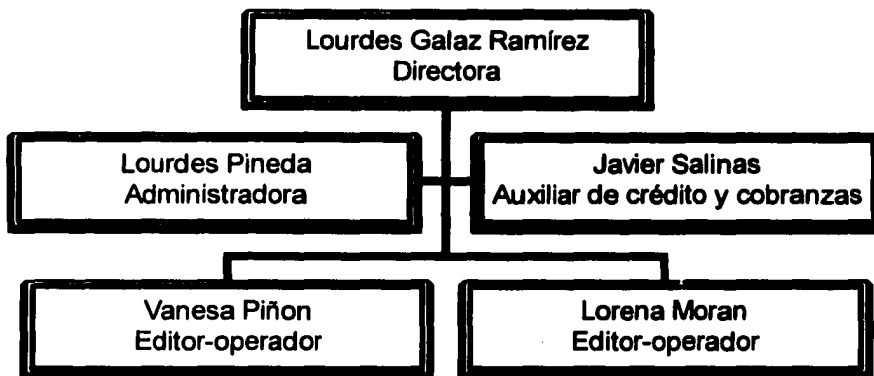 Lourdes Galaz Ramírez
Directora
Lourdes Pineda
Administradora
Javier Salinas
Auxiliar de crédito y cobranzas
Vanesa Piñon
Editor-operador
Lorena Moran
Editor-operador